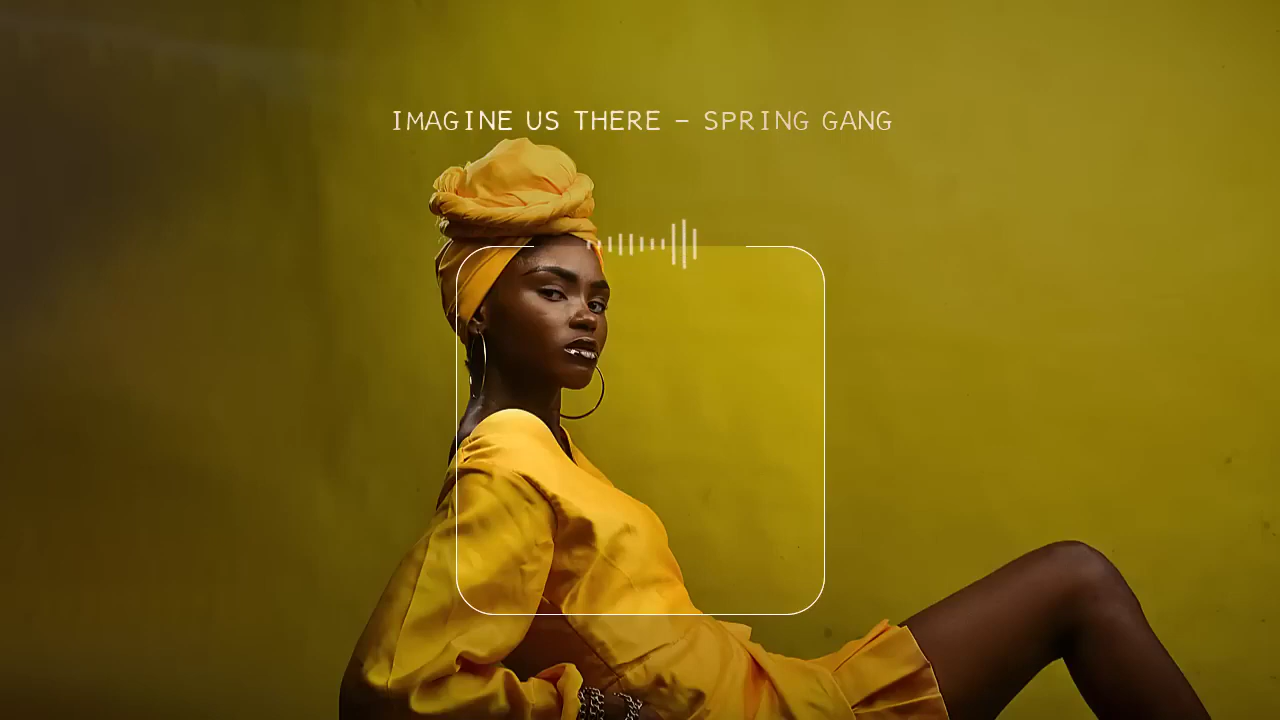 IMAGINE US THERE – SPRING GANG